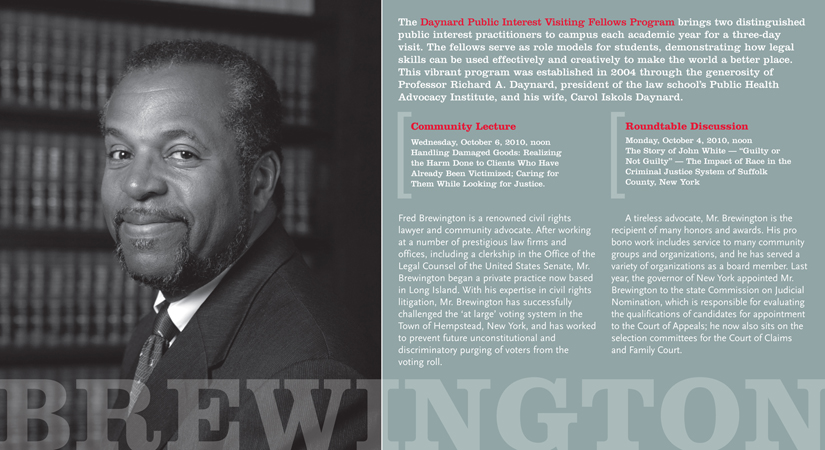 The Daynard Public Interest Visiting Fellows Program brings two distinguished
public interest practitioners to campus each academic year for a three-day
visit. The fellows serve as role models for students, demonstrating how legal
skills can be used effectively and creatively to make the world a better place.
This vibrant program was established in 2004 through the generosity of
Professor Richard A. Daynard, president of the law school's Public Health
Advocacy Institute, and his wife, Carol Iskols Daynard.
Community Lecture
Wednesday, October 6, 2010, noon
Handling Damaged Goods: Realizing
the Harm Done to Clients Who Have
Already Been Victimized; Caring for
Them While Looking for Justice.
Roundtable Discussion
Monday, October 4, 2010, noon
The Story of John White — "Guilty or
Not Guilty" — The Impact of Race in the
Criminal Justice System of Suffolk
County, New York
Fred Brewington is a renowned civil rights
lawyer and community advocate. After working
at a number of prestigious law firms and
offices, including a clerkship in the Office of the
Legal Counsel of the United States Senate, Mr.
Brewington began a private practice now based
in Long Island. With his expertise in civil rights
litigation, Mr. Brewington has successfully
challenged the 'at large' voting system in the
Town of Hempstead, New York, and has worked
to prevent future unconstitutional and
discriminatory purging of voters from the
voting roll.
A tireless advocate, Mr. Brewington is the
recipient of many honors and awards. His pro
bono work includes service to many community
groups and organizations, and he has served a
variety of organizations as a board member. Last
year, the governor of New York appointed Mr.
Brewington to the state Commission on Judicial
Nomination, which is responsible for evaluating
the qualifications of candidates for appointment
to the Court of Appeals; he now also sits on the
selection committees for the Court of Claims
and Family Court.
BREWINGTON